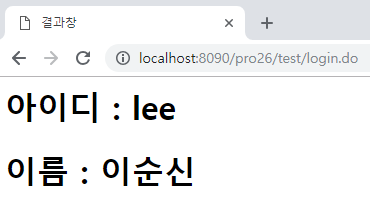 결과창
localhost:8090/pro26/test/login.do
아이디 : lee
이름 : 이순신